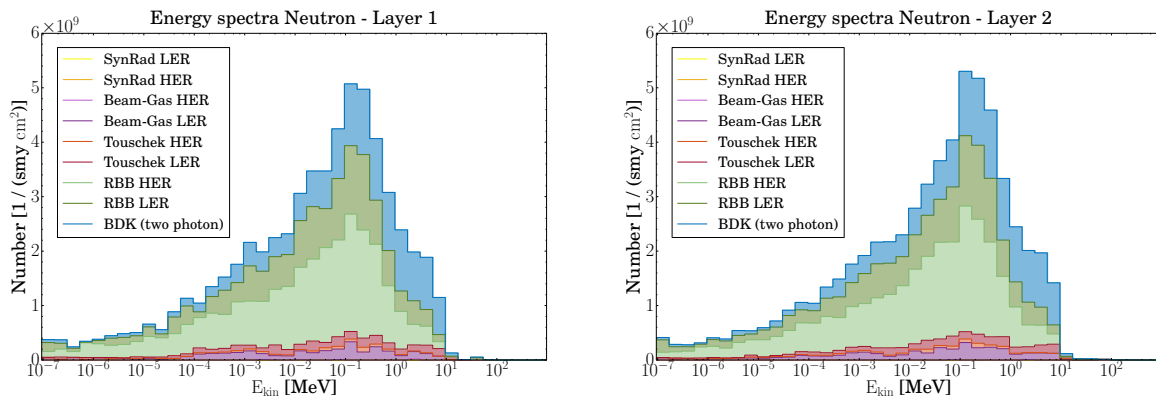 Energy spectra Neutron - Layer 1
6 ×10⁹
5
4
3
2
1
0
Number [1 / (smy cm²)]
SynRad LER
SynRad HER
Beam-Gas HER
Beam-Gas LER
Touschek HER
Touschek LER
RBB HER
RBB LER
BDK (two photon)
10⁻⁷ 10⁻⁶ 10⁻⁵ 10⁻⁴ 10⁻³ 10⁻² 10⁻¹ 10⁰ 10¹ 10²
E_kin [MeV]
Energy spectra Neutron - Layer 2
6 ×10⁹
5
4
3
2
1
0
Number [1 / (smy cm²)]
SynRad LER
SynRad HER
Beam-Gas HER
Beam-Gas LER
Touschek HER
Touschek LER
RBB HER
RBB LER
BDK (two photon)
10⁻⁷ 10⁻⁶ 10⁻⁵ 10⁻⁴ 10⁻³ 10⁻² 10⁻¹ 10⁰ 10¹ 10²
E_kin [MeV]